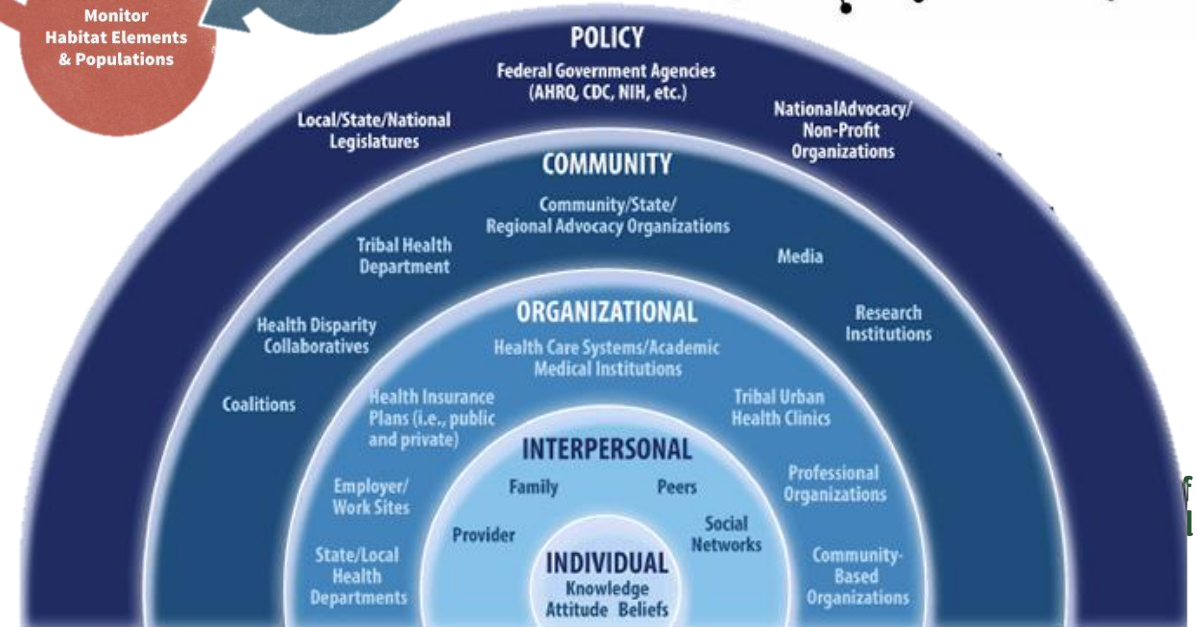 Monitor
Habitat Elements
& Populations
POLICY
Federal Government Agencies
(AHRQ, CDC, NIH, etc.)
Local/State/National
Legislatures
NationalAdvocacy/
Non-Profit
Organizations
COMMUNITY
Community/State/
Regional Advocacy Organizations
Tribal Health
Department
Media
Health Disparity
Collaboratives
Research
Institutions
Coalitions
ORGANIZATIONAL
Health Care Systems/Academic
Medical Institutions
Health Insurance
Plans (i.e., public
and private)
Tribal Urban
Health Clinics
Employer/
Work Sites
Professional
Organizations
State/Local
Health
Departments
Community-
Based
Organizations
INTERPERSONAL
Family
Peers
Provider
Social
Networks
INDIVIDUAL
Knowledge
Attitude Beliefs